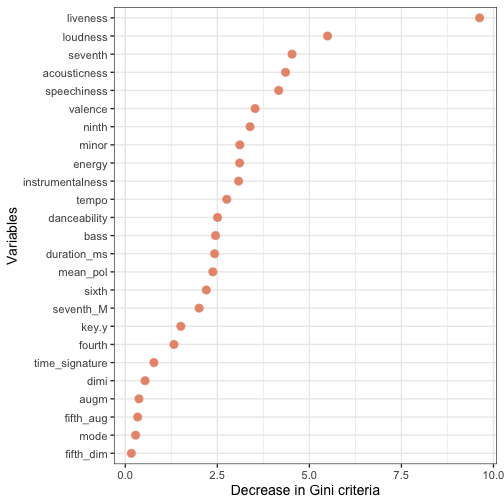 liveness
loudness
seventh
acousticness
speechiness
valence
ninth
minor
energy
instrumentalness
tempo
danceability
bass
duration_ms
mean_pol
sixth
seventh_M
key.y
fourth
time_signature
dimi
augm
fifth_aug
mode
fifth_dim
Variables
0.0 2.5 5.0 7.5 10.0
Decrease in Gini criteria